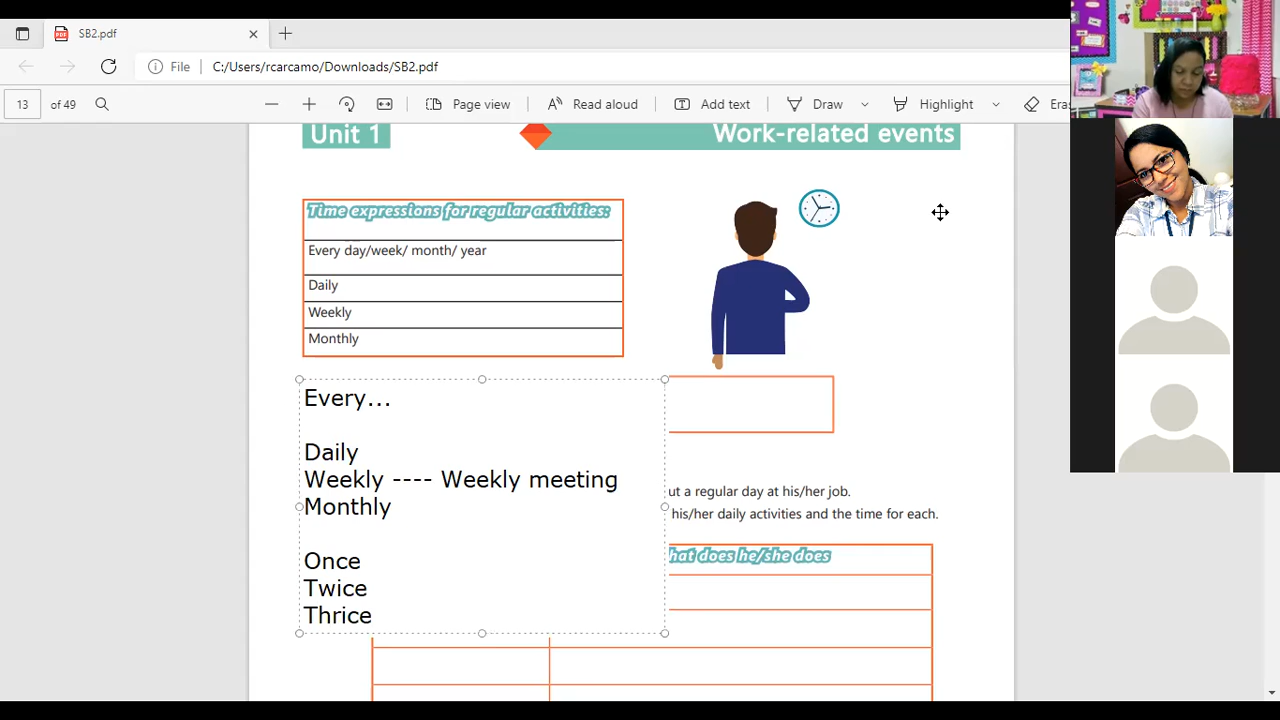 SB2.pdf
File
C:/Users/rcarcamo/Downloads/SB2.pdf
13 of 49
Page view
Read aloud
Add text
Draw
Highlight
Unit 1
Work-related events
Time expressions for regular activities:
Every day/week/ month/ year
Daily
Weekly
Monthly
Every...
Daily
Weekly ---- Weekly meeting
Monthly
Once
Twice
Thrice
ut a regular day at his/her job.
his/her daily activities and the time for each.
hat does he/she does